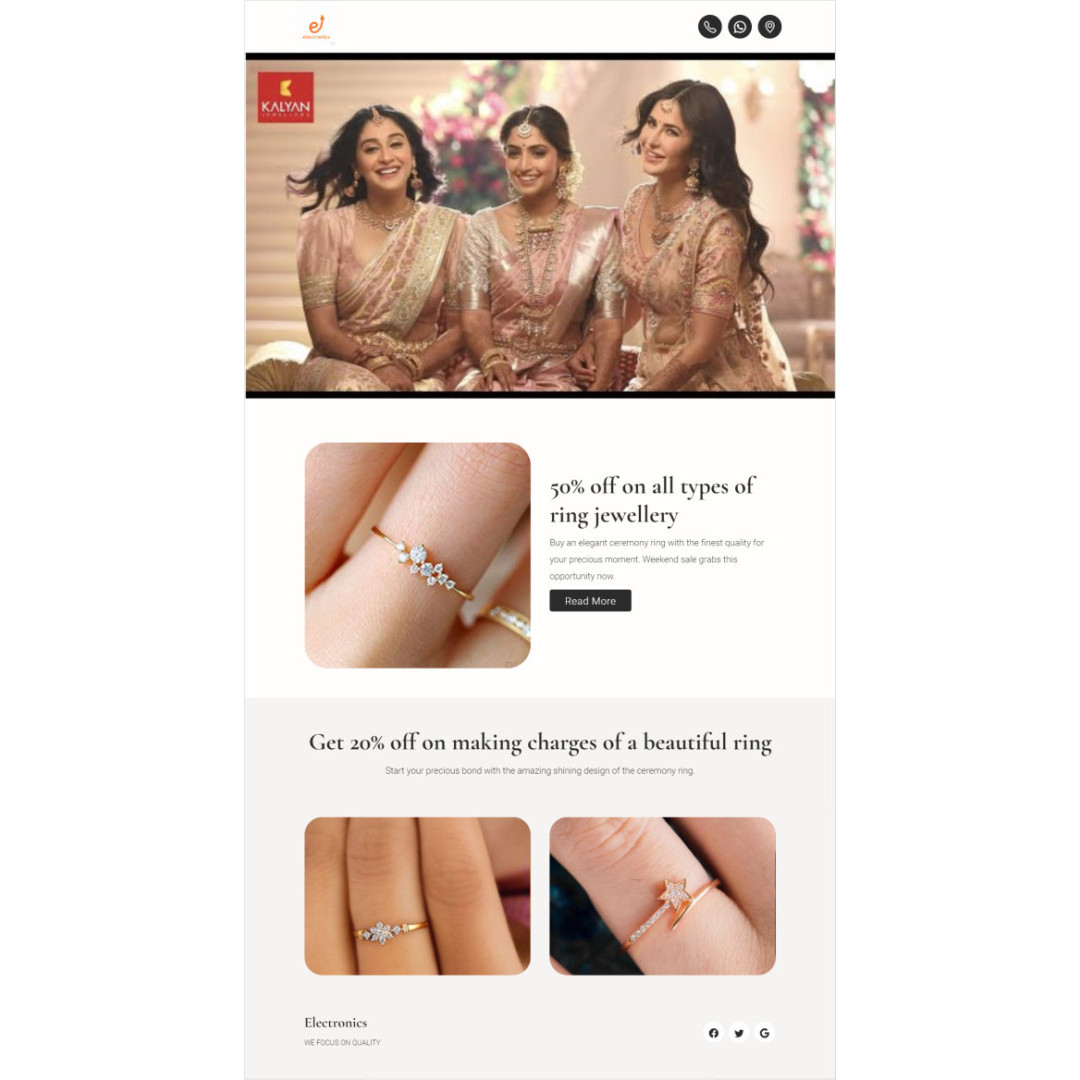 electronics
KALYAN
JEWELLERS
50% off on all types of
ring jewellery
Buy an elegant ceremony ring with the finest quality for
your precious moment. Weekend sale grabs this
opportunity now.
Read More
Get 20% off on making charges of a beautiful ring
Start your precious bond with the amazing shining design of the ceremony ring.
Electronics
WE FOCUS ON QUALITY